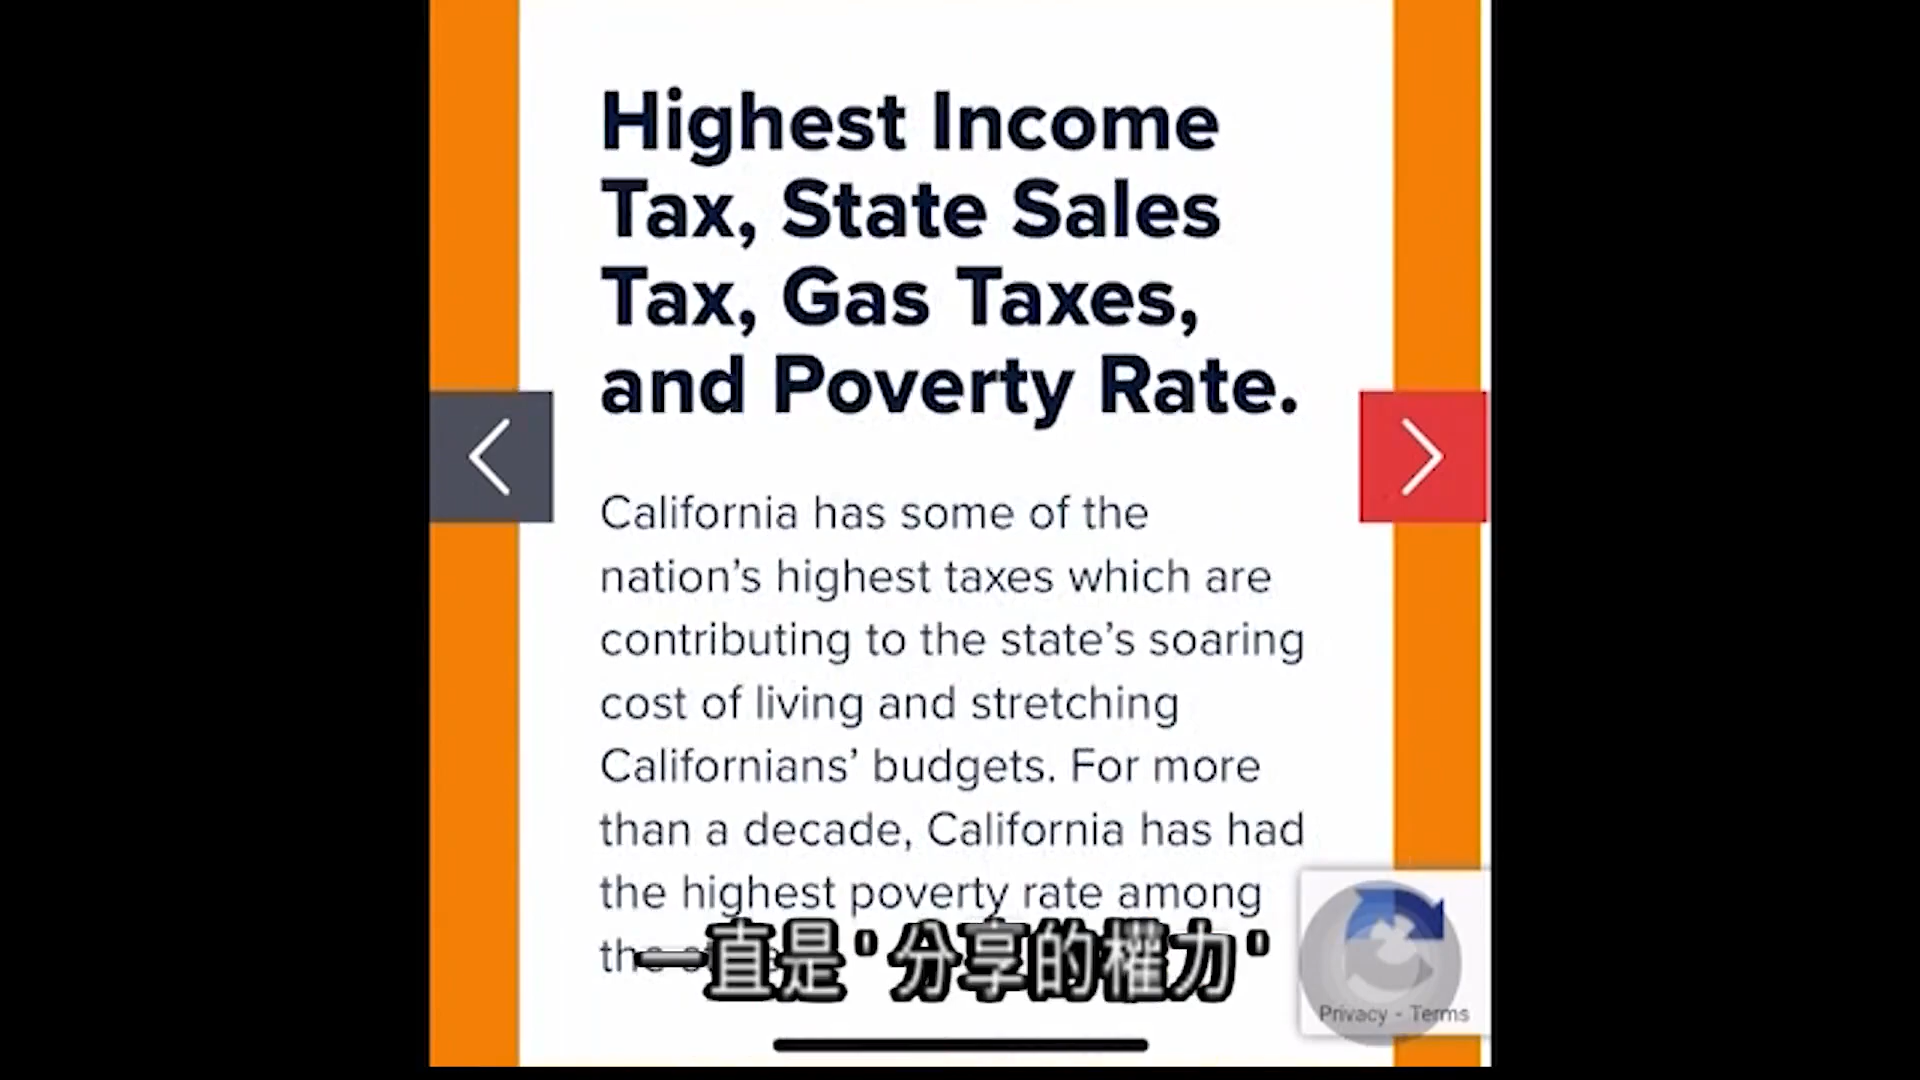 Highest Income
Tax, State Sales
Tax, Gas Taxes,
and Poverty Rate.
California has some of the
nation’s highest taxes which are
contributing to the state’s soaring
cost of living and stretching
Californians’ budgets. For more
than a decade, California has had
the highest poverty rate among
一直是"分享的權力"
Privacy - Terms